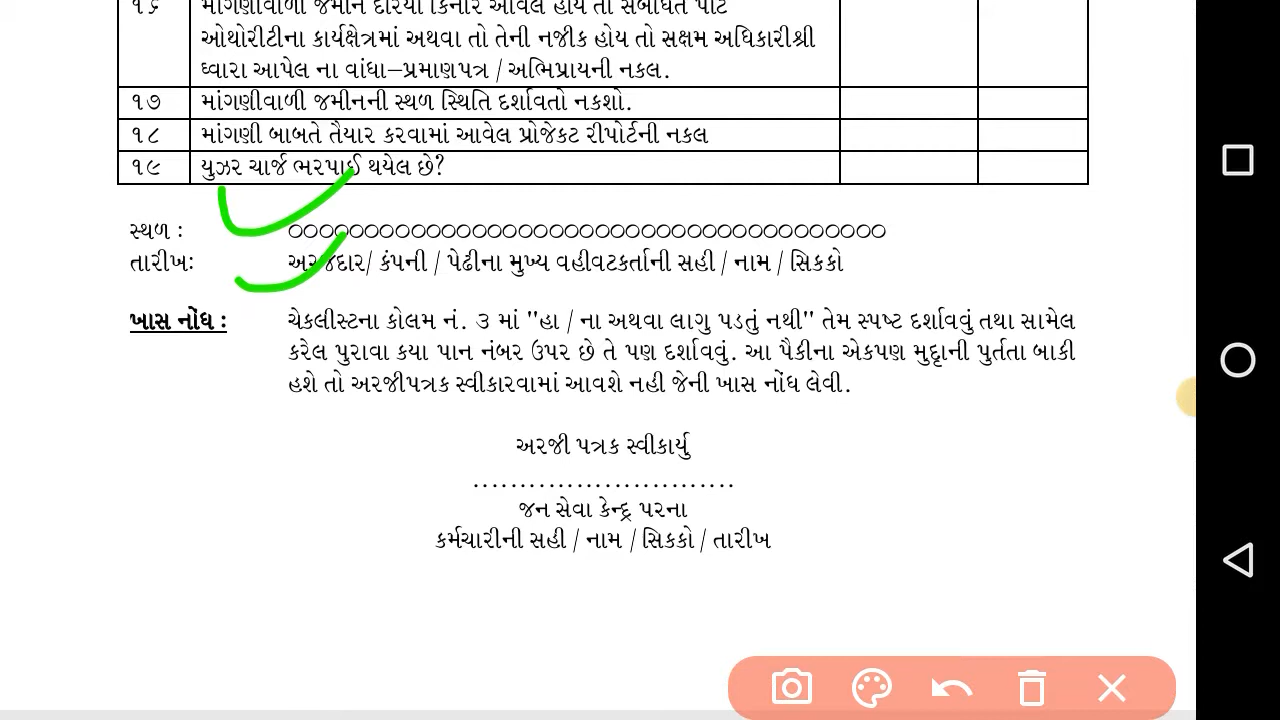 ૧૬ માંગણીવાળી જમીન દરિયા કિનારે આવેલ હોય તો સંબંધિત પોર્ટ
ઓથોરીટીના કાર્યક્ષેત્રમાં અથવા તો તેની નજીક હોય તો સક્ષમ અધિકારીશ્રી
ઘ્વારા આપેલ ના વાંધા–પ્રમાણપત્ર / અભિપ્રાયની નકલ.
૧૭ માંગણીવાળી જમીનની સ્થળ સ્થિતિ દર્શાવતો નકશો.
૧૮ માંગણી બાબતે તૈયાર કરવામાં આવેલ પ્રોજેકટ રીપોર્ટની નકલ
૧૯ યુઝર ચાર્જ ભરપાઈ થયેલ છે?
સ્થળ : ૦૦૦૦૦૦૦૦૦૦૦૦૦૦૦૦૦૦૦૦૦૦૦૦૦૦૦૦૦૦૦૦૦૦૦૦૦૦૦
તારીખઃ અરજદાર/ કંપની / પેઢીના મુખ્ય વહીવટકર્તાની સહી / નામ / સિકકો
ખાસ નોંધ : ચેકલીસ્ટના કોલમ નં. ૩ માં "હા / ના અથવા લાગુ પડતું નથી" તેમ સ્પષ્ટ દર્શાવવું તથા સામેલ
કરેલ પુરાવા કયા પાન નંબર ઉપર છે તે પણ દર્શાવવું. આ પૈકીના એકપણ મુદ્દાની પુર્તતા બાકી
હશે તો અરજીપત્રક સ્વીકારવામાં આવશે નહી જેની ખાસ નોંધ લેવી.
અરજી પત્રક સ્વીકાર્યુ
..........................
જન સેવા કેન્દ્ર પરના
કર્મચારીની સહી / નામ / સિકકો / તારીખ